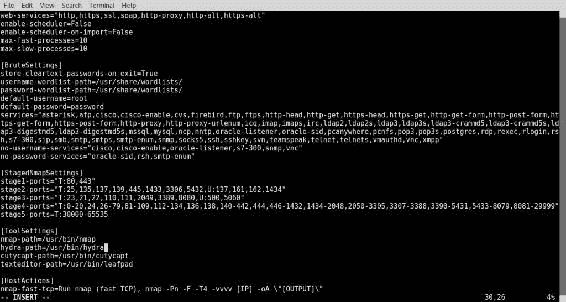 File Edit View Search Terminal Help
web-services="http,https,ssl,soap,http-proxy,http-alt,https-alt"
enable-scheduler=False
enable-scheduler-on-import=False
max-fast-processes=10
max-slow-processes=10
[BruteSettings]
store-cleartext-passwords-on-exit=True
username-wordlist-path=/usr/share/wordlists/
password-wordlist-path=/usr/share/wordlists/
default-username=root
default-password=password
services="asterisk,afp,cisco,cisco-enable,cvs,firebird,ftp,ftps,http-head,http-get,https-head,https-get,http-get-form,http-post-form,ht
tps-get-form,https-post-form,http-proxy,http-proxy-urlenum,icq,imap,imaps,irc,ldap2,ldap2s,ldap3,ldap3s,ldap3-crammd5,ldap3-crammd5s,ld
ap3-digestmd5,ldap3-digestmd5s,mssql,mysql,ncp,nntp,oracle-listener,oracle-sid,pcanywhere,pcnfs,pop3,pop3s,postgres,rdp,rexec,rlogin,rs
h,s7-300,sip,smb,smtp,smtps,smtp-enum,snmp,socks5,ssh,sshkey,svn,teamspeak,telnet,telnets,vmauthd,vnc,xmpp"
no-username-services="cisco,cisco-enable,oracle-listener,s7-300,snmp,vnc"
no-password-services="oracle-sid,rsh,smtp-enum"
[StagedNmapSettings]
stage1-ports="T:80,443"
stage2-ports="T:25,135,137,139,445,1433,3306,5432,U:137,161,162,1434"
stage3-ports="T:23,21,22,110,111,2049,3389,8080,U:500,5060"
stage4-ports="T:0-20,24,26-79,81-109,112-134,136,138,140-442,444,446-1432,1434-2048,2050-3305,3307-3388,3390-5431,5433-8079,8081-29999"
stage5-ports=T:30000-65535
[ToolSettings]
nmap-path=/usr/bin/nmap
hydra-path=/usr/bin/hydra
cutycapt-path=/usr/bin/cutycapt
texteditor-path=/usr/bin/leafpad
[HostActions]
nmap-fast-tcp=Run nmap (fast TCP), nmap -Pn -F -T4 -vvvv [IP] -oA \"[OUTPUT]\"
-- INSERT -- 30,26 4%